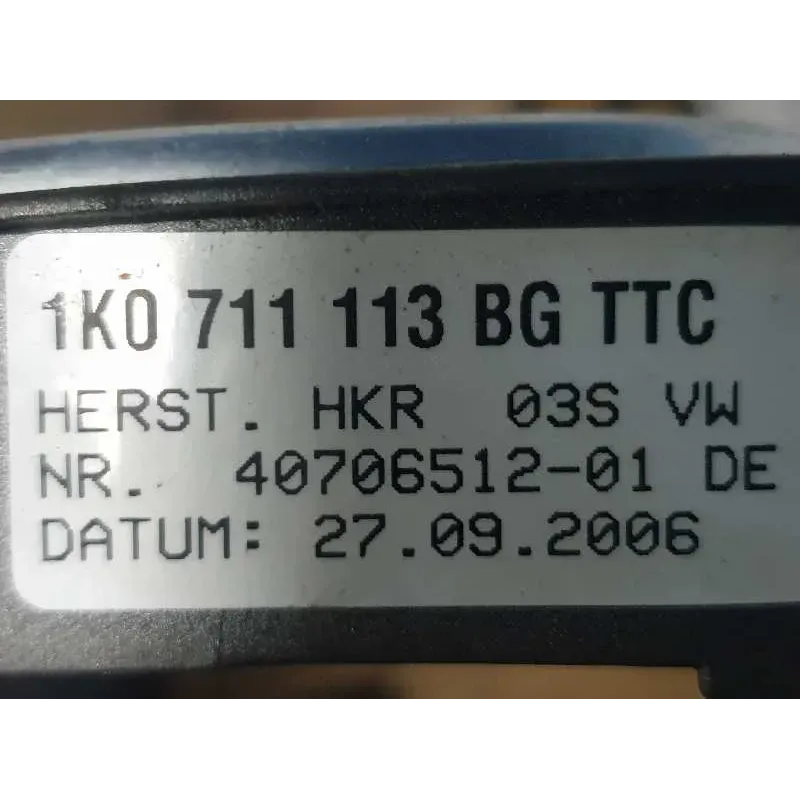 1K0 711 113 BG TTC
HERST. HKR 03S VW
NR. 40706512-01 DE
DATUM: 27.09.2006